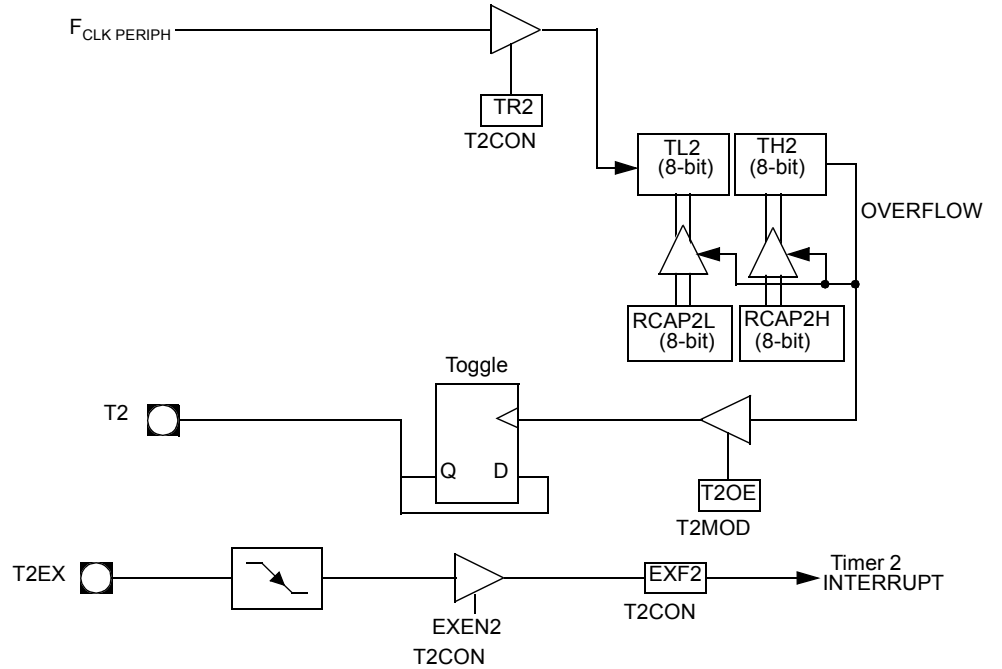 FCLK PERIPH
TR2
T2CON
TL2
(8-bit)
TH2
(8-bit)
OVERFLOW
RCAP2L
(8-bit)
RCAP2H
(8-bit)
Toggle
T2
Q D
T2OE
T2MOD
T2EX
EXEN2
T2CON
EXF2
T2CON
Timer 2
INTERRUPT